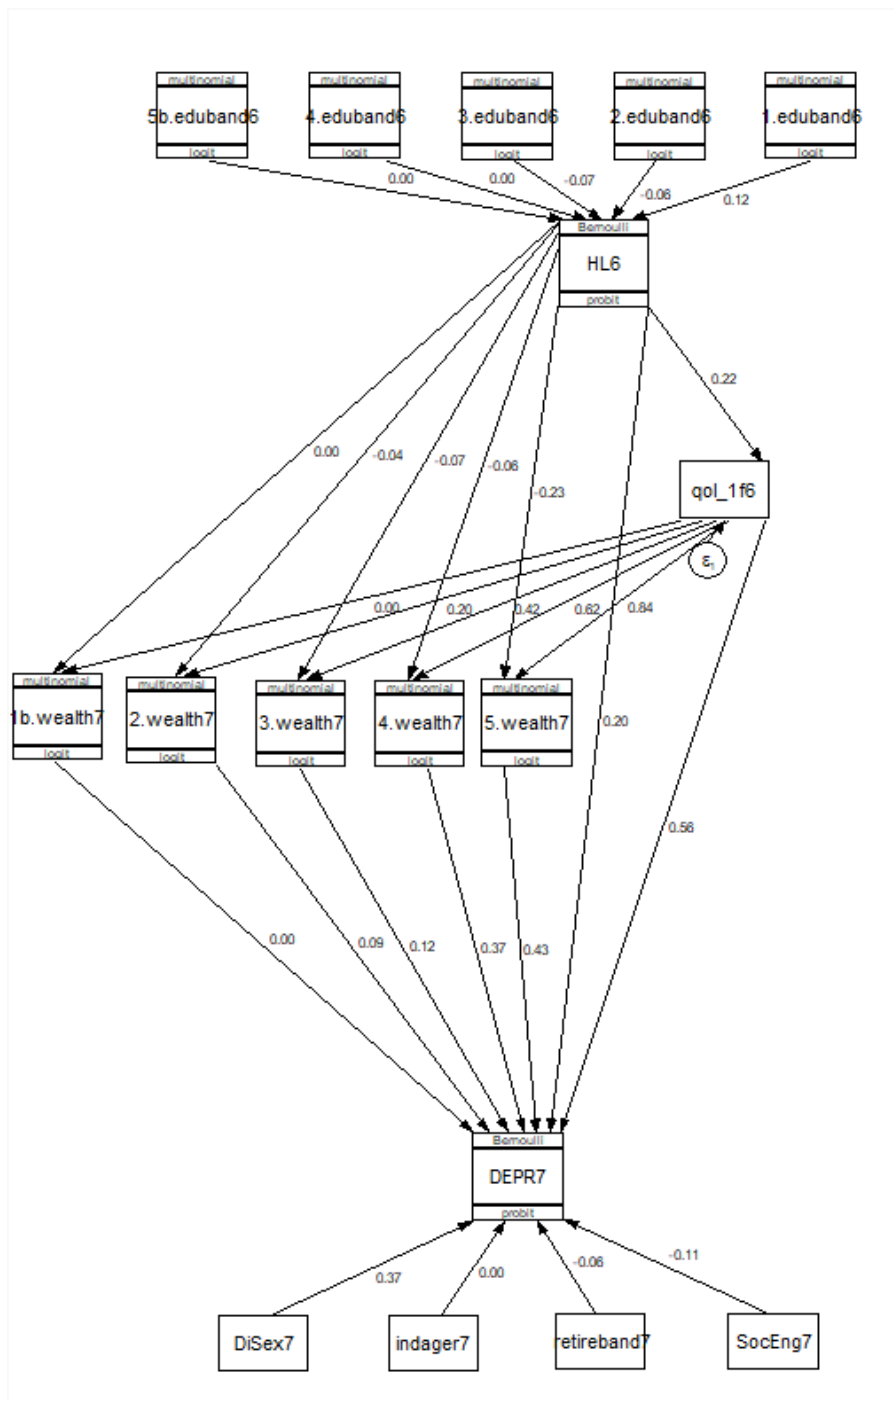 multinomial multinomial multinomial multinomial multinomial
5b.eduband6 4.eduband6 3.eduband6 2.eduband6 1.eduband6
logit logit logit logit logit
0.00 0.00 -0.07 -0.06 0.12
Bernoulli
HL6
probit
0.22
0.00 -0.04 -0.07 -0.06
-0.23
qol_1f6
ε1
0.00 0.20 0.42 0.62 0.84
multinomial multinomial multinomial multinomial multinomial
1b.wealth7 2.wealth7 3.wealth7 4.wealth7 5.wealth7
logit logit logit logit logit
0.20
0.56
0.00 0.09 0.12 0.37 0.43
Bernoulli
DEPR7
probit
0.37 0.00 -0.06 -0.11
DiSex7 indager7 retireband7 SocEng7